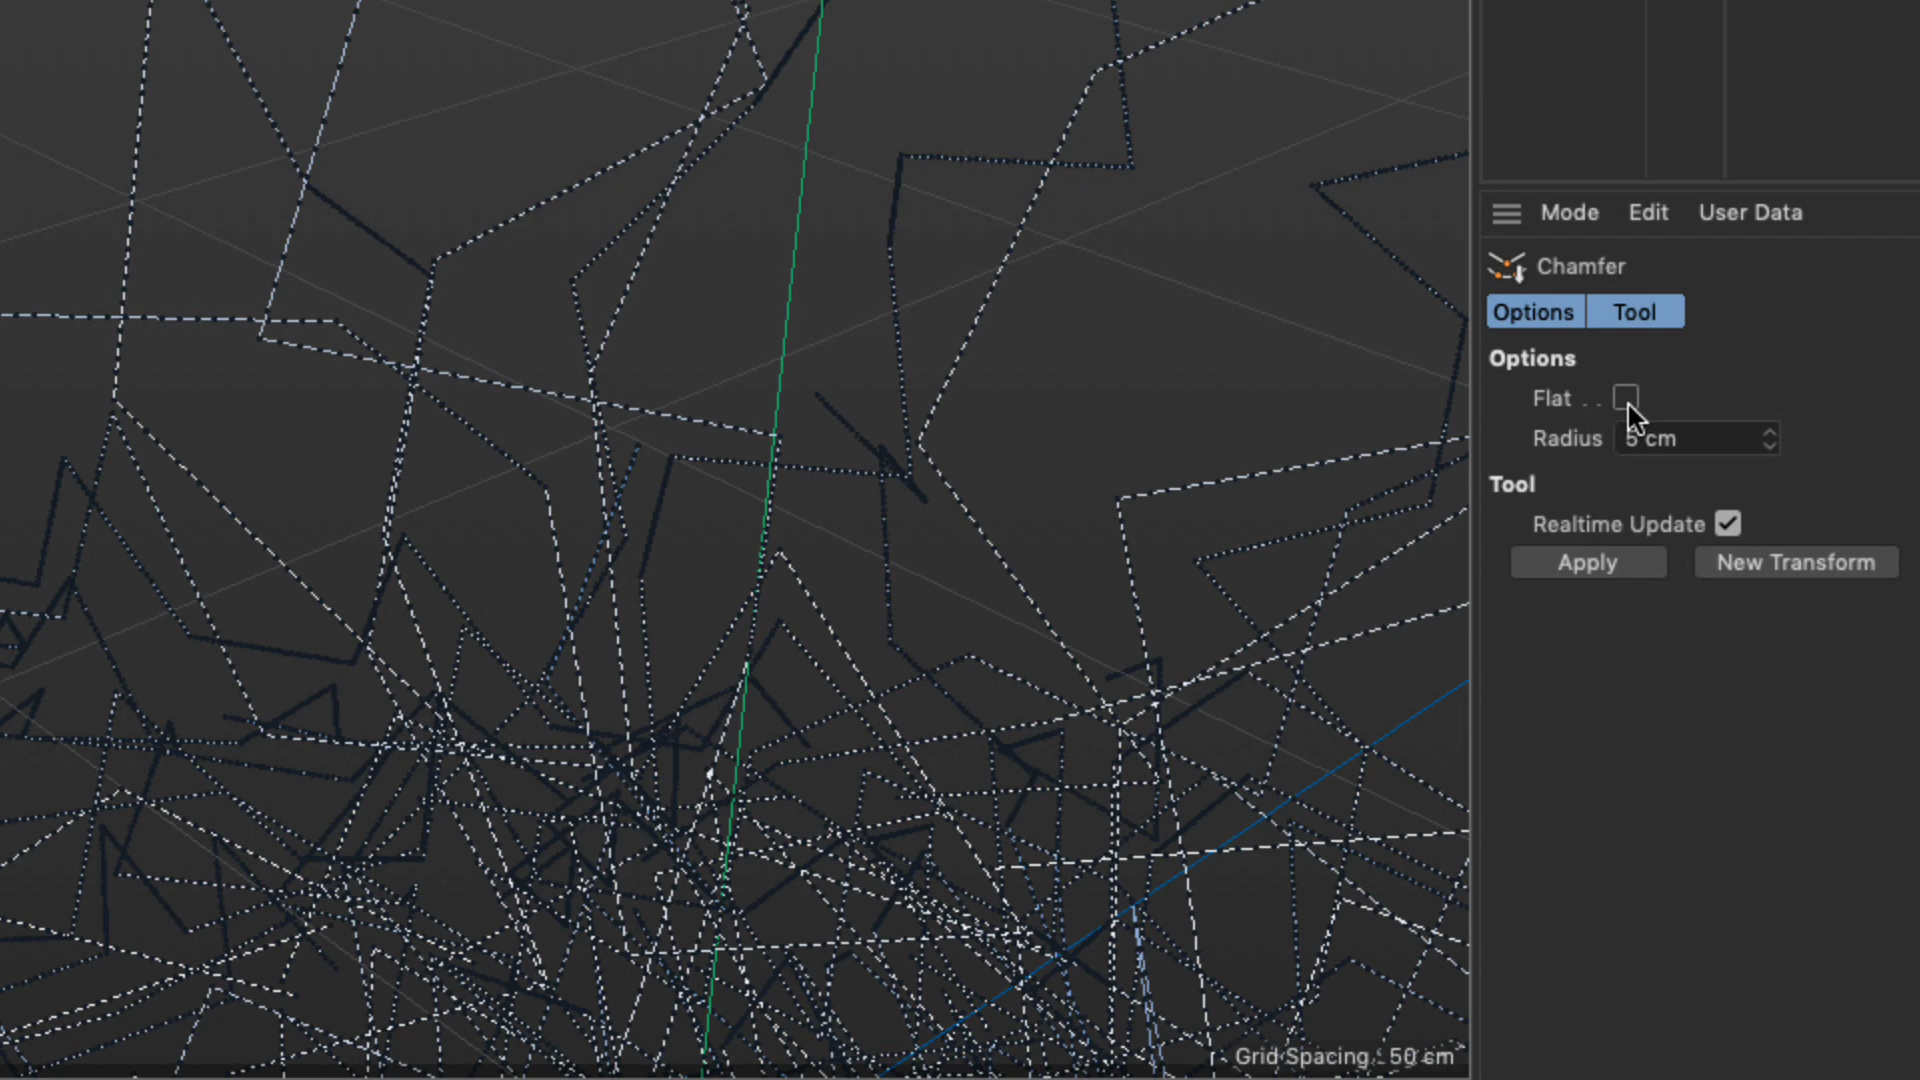 Mode Edit User Data
Chamfer
Options Tool
Options
Flat . .
Radius 5 cm
Tool
Realtime Update
Apply New Transform
Grid Spacing : 50 cm